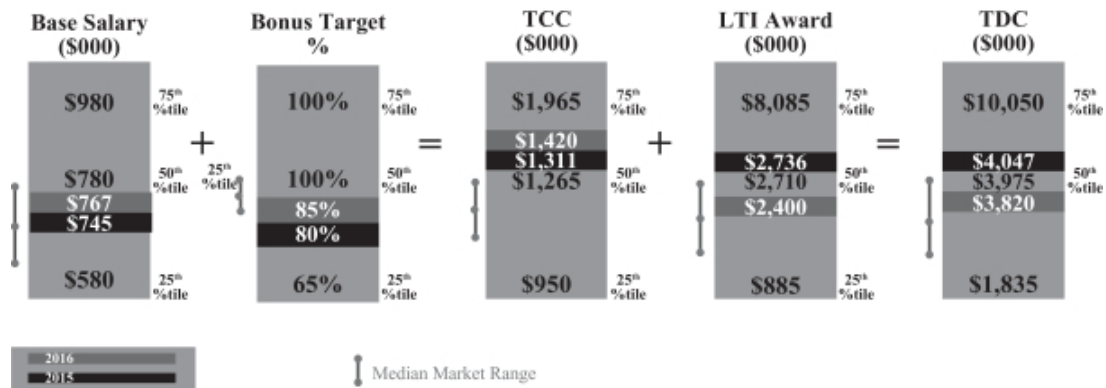 Base Salary
($000)
$980
75th
%tile
$780
50th
%tile
$767
$745
$580
25th
%tile
+
Bonus Target
%
100%
75th
%tile
25th
%tile
100%
50th
%tile
85%
80%
65%
25th
%tile
=
TCC
($000)
$1,965
75th
%tile
$1,420
$1,311
$1,265
50th
%tile
$950
25th
%tile
+
LTI Award
($000)
$8,085
75th
%tile
$2,736
$2,710
50th
%tile
$2,400
$885
25th
%tile
=
TDC
($000)
$10,050
75th
%tile
$4,047
$3,975
50th
%tile
$3,820
$1,835
25th
%tile
2016
2015
Median Market Range